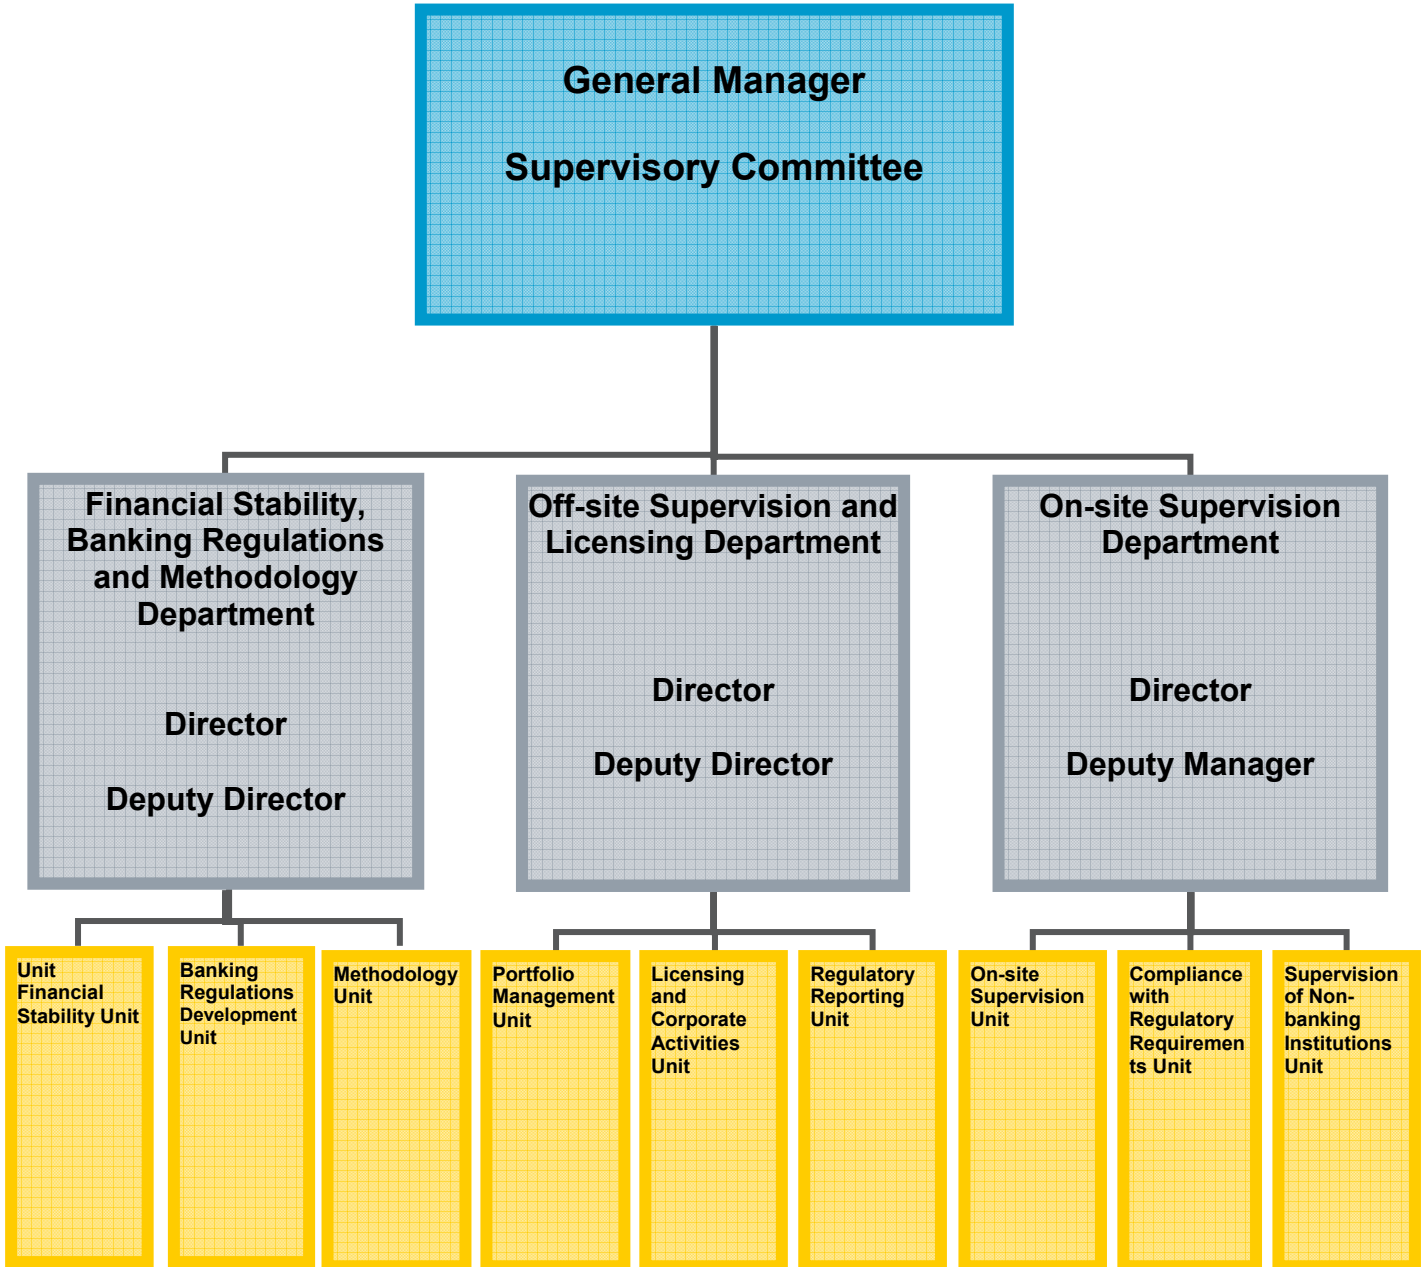 General Manager
Supervisory Committee
Financial Stability,
Banking Regulations
and Methodology
Department
Director
Deputy Director
Off-site Supervision and
Licensing Department
Director
Deputy Director
On-site Supervision
Department
Director
Deputy Manager
Unit
Financial
Stability Unit
Banking
Regulations
Development
Unit
Methodology
Unit
Portfolio
Management
Unit
Licensing
and
Corporate
Activities
Unit
Regulatory
Reporting
Unit
On-site
Supervision
Unit
Compliance
with
Regulatory
Requiremen
ts Unit
Supervision
of Non-
banking
Institutions
Unit